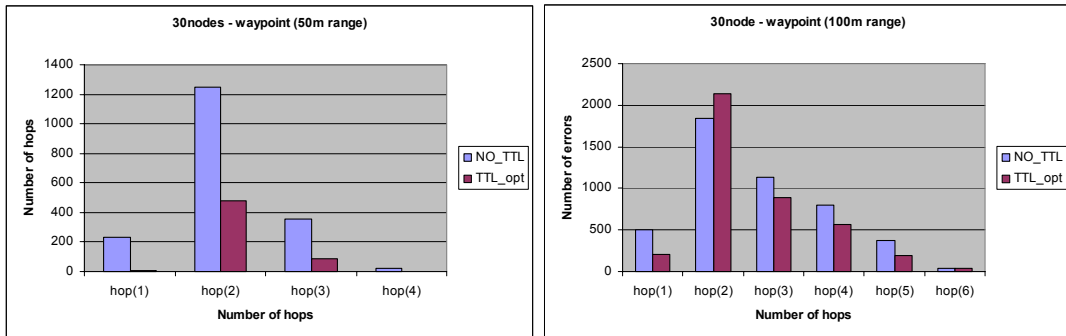 30nodes - waypoint (50m range)
Number of hops
1400
1200
1000
800
600
400
200
0
hop(1) hop(2) hop(3) hop(4)
Number of hops
NO_TTL
TTL_opt
30node - waypoint (100m range)
Number of errors
2500
2000
1500
1000
500
0
hop(1) hop(2) hop(3) hop(4) hop(5) hop(6)
Number of hops
NO_TTL
TTL_opt